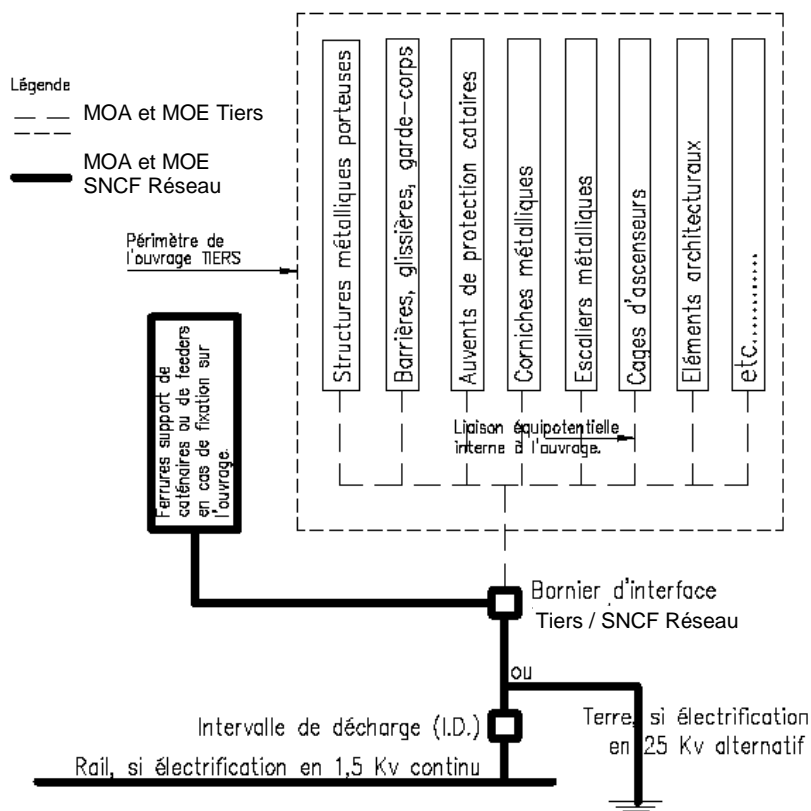 Légende
MOA et MOE Tiers
MOA et MOE
SNCF Réseau
Périmètre de
l'ouvrage TIERS
Structures métalliques porteuses
Barrières, glissières, garde-corps
Auvents de protection cataires
Corniches métalliques
Escaliers métalliques
Cages d'ascenseurs
Eléments architecturaux
etc............
Liaison équipotentielle
interne à l'ouvrage.
Ferrures support de
caténaires ou de feeders
en cas de fixation sur
l'ouvrage.
Bornier d'interface
Tiers / SNCF Réseau
ou
Intervalle de décharge (I.D.)
Terre, si électrification
en 25 Kv alternatif
Rail, si électrification en 1,5 Kv continu